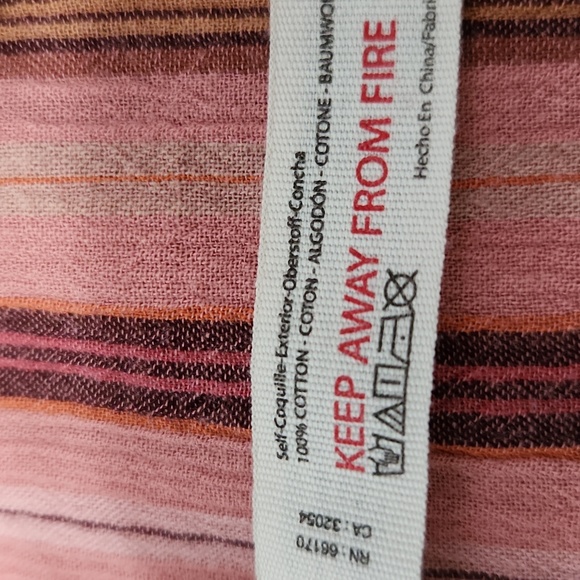 Self-Coquille-Exterior-Oberstoff-Concha
100% COTTON - COTON - ALGODÓN - COTONE - BAUMWO
KEEP AWAY FROM FIRE
Hecho En China/Fabri
RN : 66170
CA : 32054